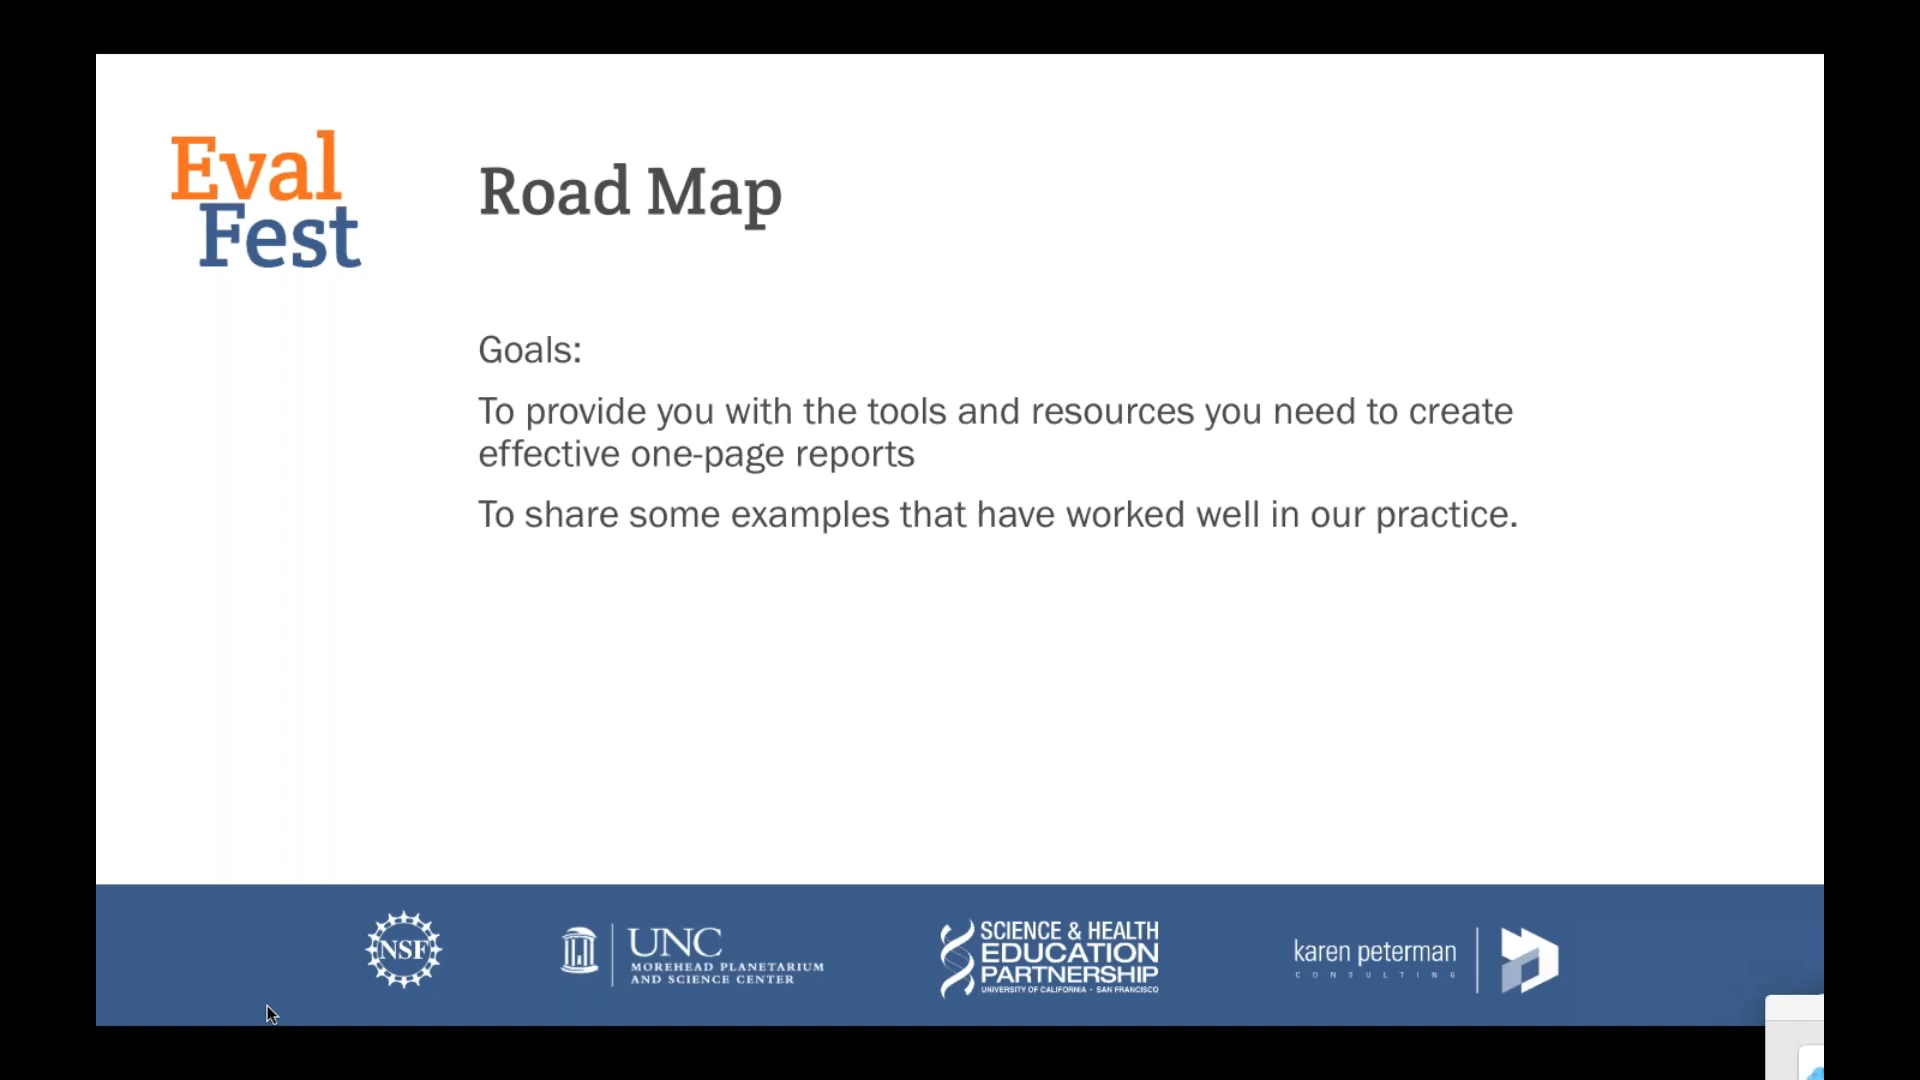 Eval
Fest
Road Map
Goals:
To provide you with the tools and resources you need to create
effective one-page reports
To share some examples that have worked well in our practice.
NSF
UNC
MOREHEAD PLANETARIUM
AND SCIENCE CENTER
SCIENCE & HEALTH
EDUCATION
PARTNERSHIP
UNIVERSITY OF CALIFORNIA • SAN FRANCISCO
karen peterman
CONSULTING